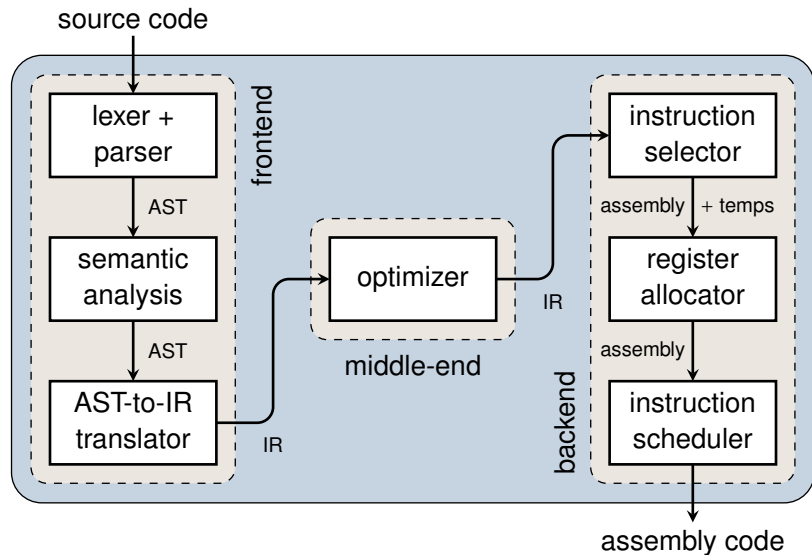 source code
lexer +
parser
frontend
AST
semantic
analysis
AST
AST-to-IR
translator
IR
optimizer
middle-end
IR
instruction
selector
assembly + temps
register
allocator
assembly
instruction
scheduler
backend
assembly code